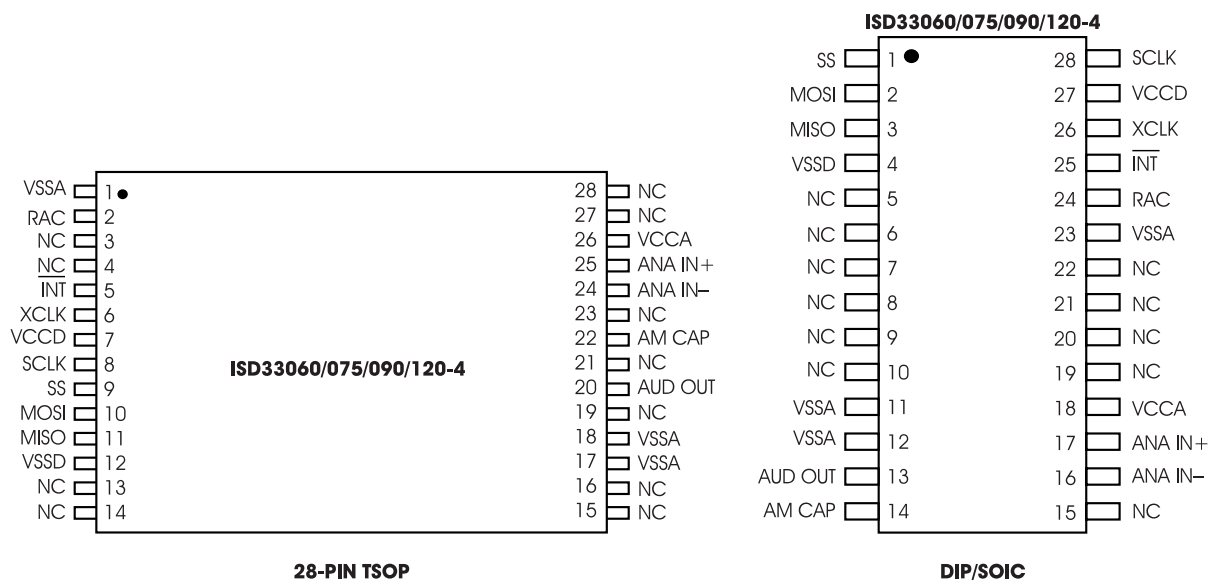 ISD33060/075/090/120-4
SS 1 28 SCLK
MOSI 2 27 VCCD
MISO 3 26 XCLK
VSSD 4 25 INT
NC 5 24 RAC
NC 6 23 VSSA
NC 7 22 NC
NC 8 21 NC
NC 9 20 NC
NC 10 19 NC
VSSA 11 18 VCCA
VSSA 12 17 ANA IN+
AUD OUT 13 16 ANA IN–
AM CAP 14 15 NC
DIP/SOIC
VSSA 1 28 NC
RAC 2 27 NC
NC 3 26 VCCA
NC 4 25 ANA IN+
INT 5 24 ANA IN–
XCLK 6 23 NC
VCCD 7 22 AM CAP
SCLK 8 21 NC
ISD33060/075/090/120-4
SS 9 20 AUD OUT
MOSI 10 19 NC
MISO 11 18 VSSA
VSSD 12 17 VSSA
NC 13 16 NC
NC 14 15 NC
28-PIN TSOP